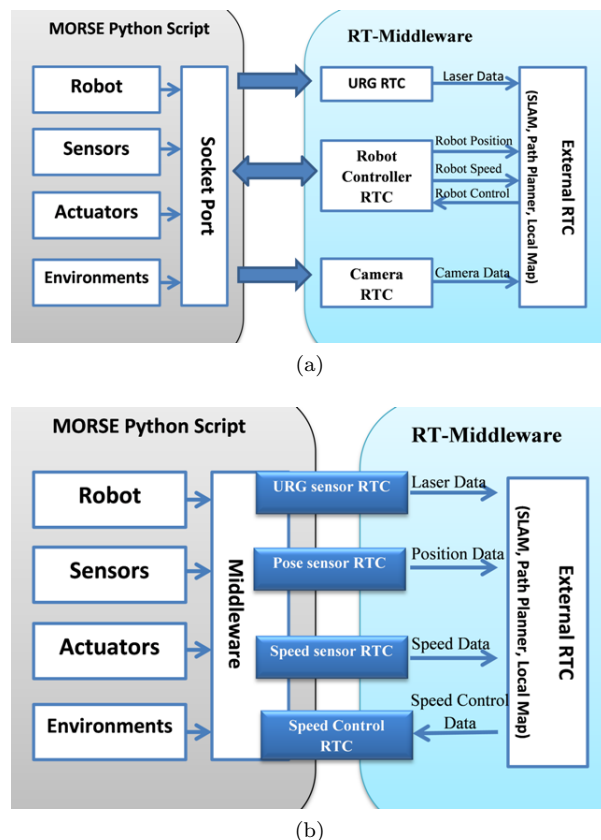 MORSE Python Script
RT-Middleware
Robot
Sensors
Actuators
Environments
Socket Port
URG RTC
Robot
Controller
RTC
Camera
RTC
Laser Data
Robot Position
Robot Speed
Robot Control
Camera Data
External RTC
(SLAM, Path Planner, Local Map)
(a)
MORSE Python Script
RT-Middleware
Robot
Sensors
Actuators
Environments
Middleware
URG sensor RTC
Pose sensor RTC
Speed sensor RTC
Speed Control
RTC
Laser Data
Position Data
Speed Data
Speed Control
Data
External RTC
(SLAM, Path Planner, Local Map)
(b)